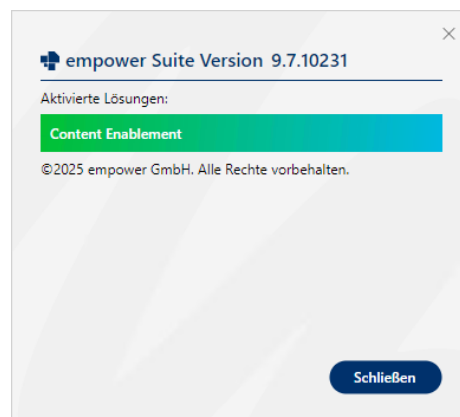 empower Suite Version 9.7.10231
Aktivierte Lösungen:
Content Enablement
©2025 empower GmbH. Alle Rechte vorbehalten.
Schließen